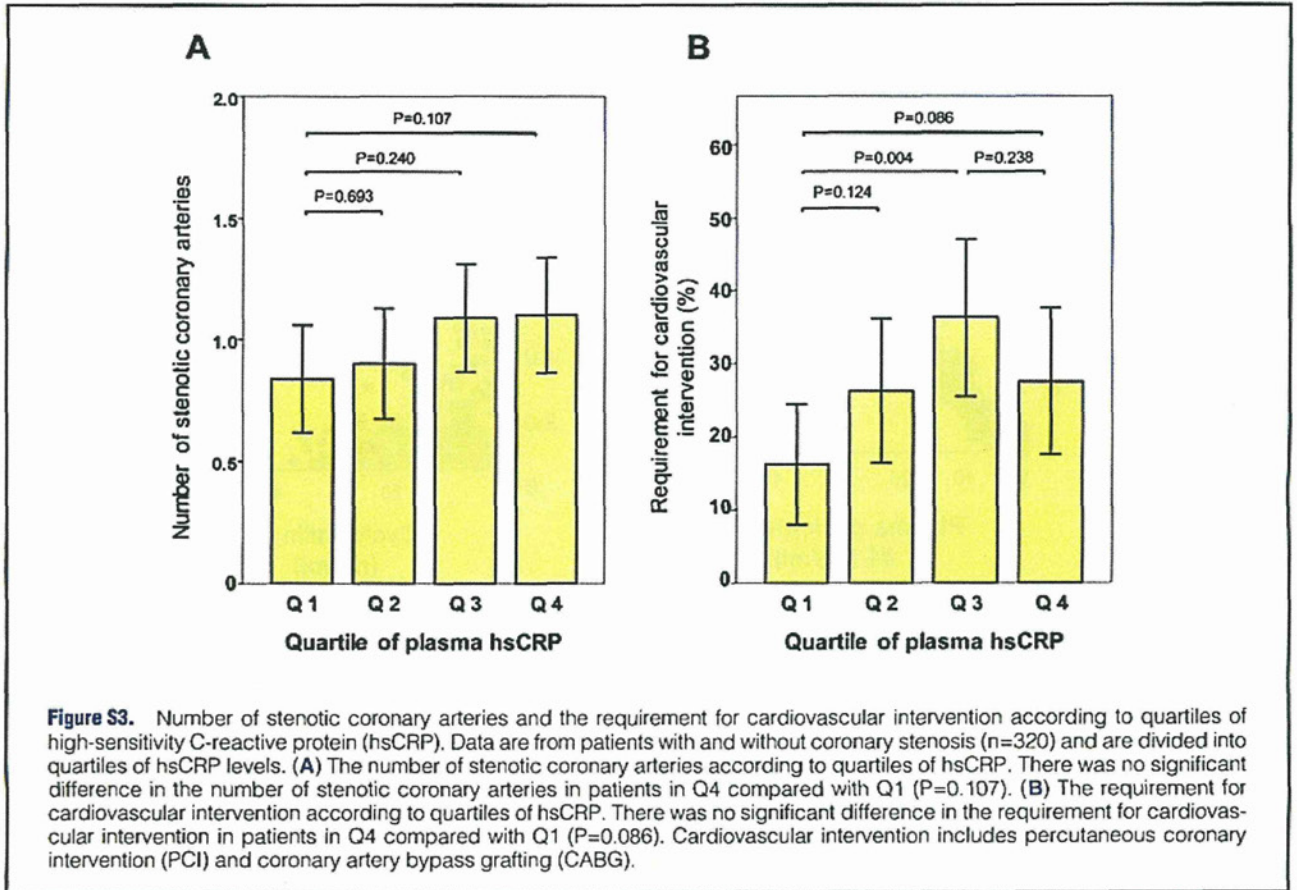 A
B
2.0
1.5
1.0
0.5
0
Number of stenotic coronary arteries
P=0.107
P=0.240
P=0.693
Q 1 Q 2 Q 3 Q 4
Quartile of plasma hsCRP
60
50
40
30
20
10
0
Requirement for cardiovascular
intervention (%)
P=0.086
P=0.004
P=0.238
P=0.124
Q 1 Q 2 Q 3 Q 4
Quartile of plasma hsCRP
Figure S3. Number of stenotic coronary arteries and the requirement for cardiovascular intervention according to quartiles of
high-sensitivity C-reactive protein (hsCRP). Data are from patients with and without coronary stenosis (n=320) and are divided into
quartiles of hsCRP levels. (A) The number of stenotic coronary arteries according to quartiles of hsCRP. There was no significant
difference in the number of stenotic coronary arteries in patients in Q4 compared with Q1 (P=0.107). (B) The requirement for
cardiovascular intervention according to quartiles of hsCRP. There was no significant difference in the requirement for cardiovas-
cular intervention in patients in Q4 compared with Q1 (P=0.086). Cardiovascular intervention includes percutaneous coronary
intervention (PCI) and coronary artery bypass grafting (CABG).